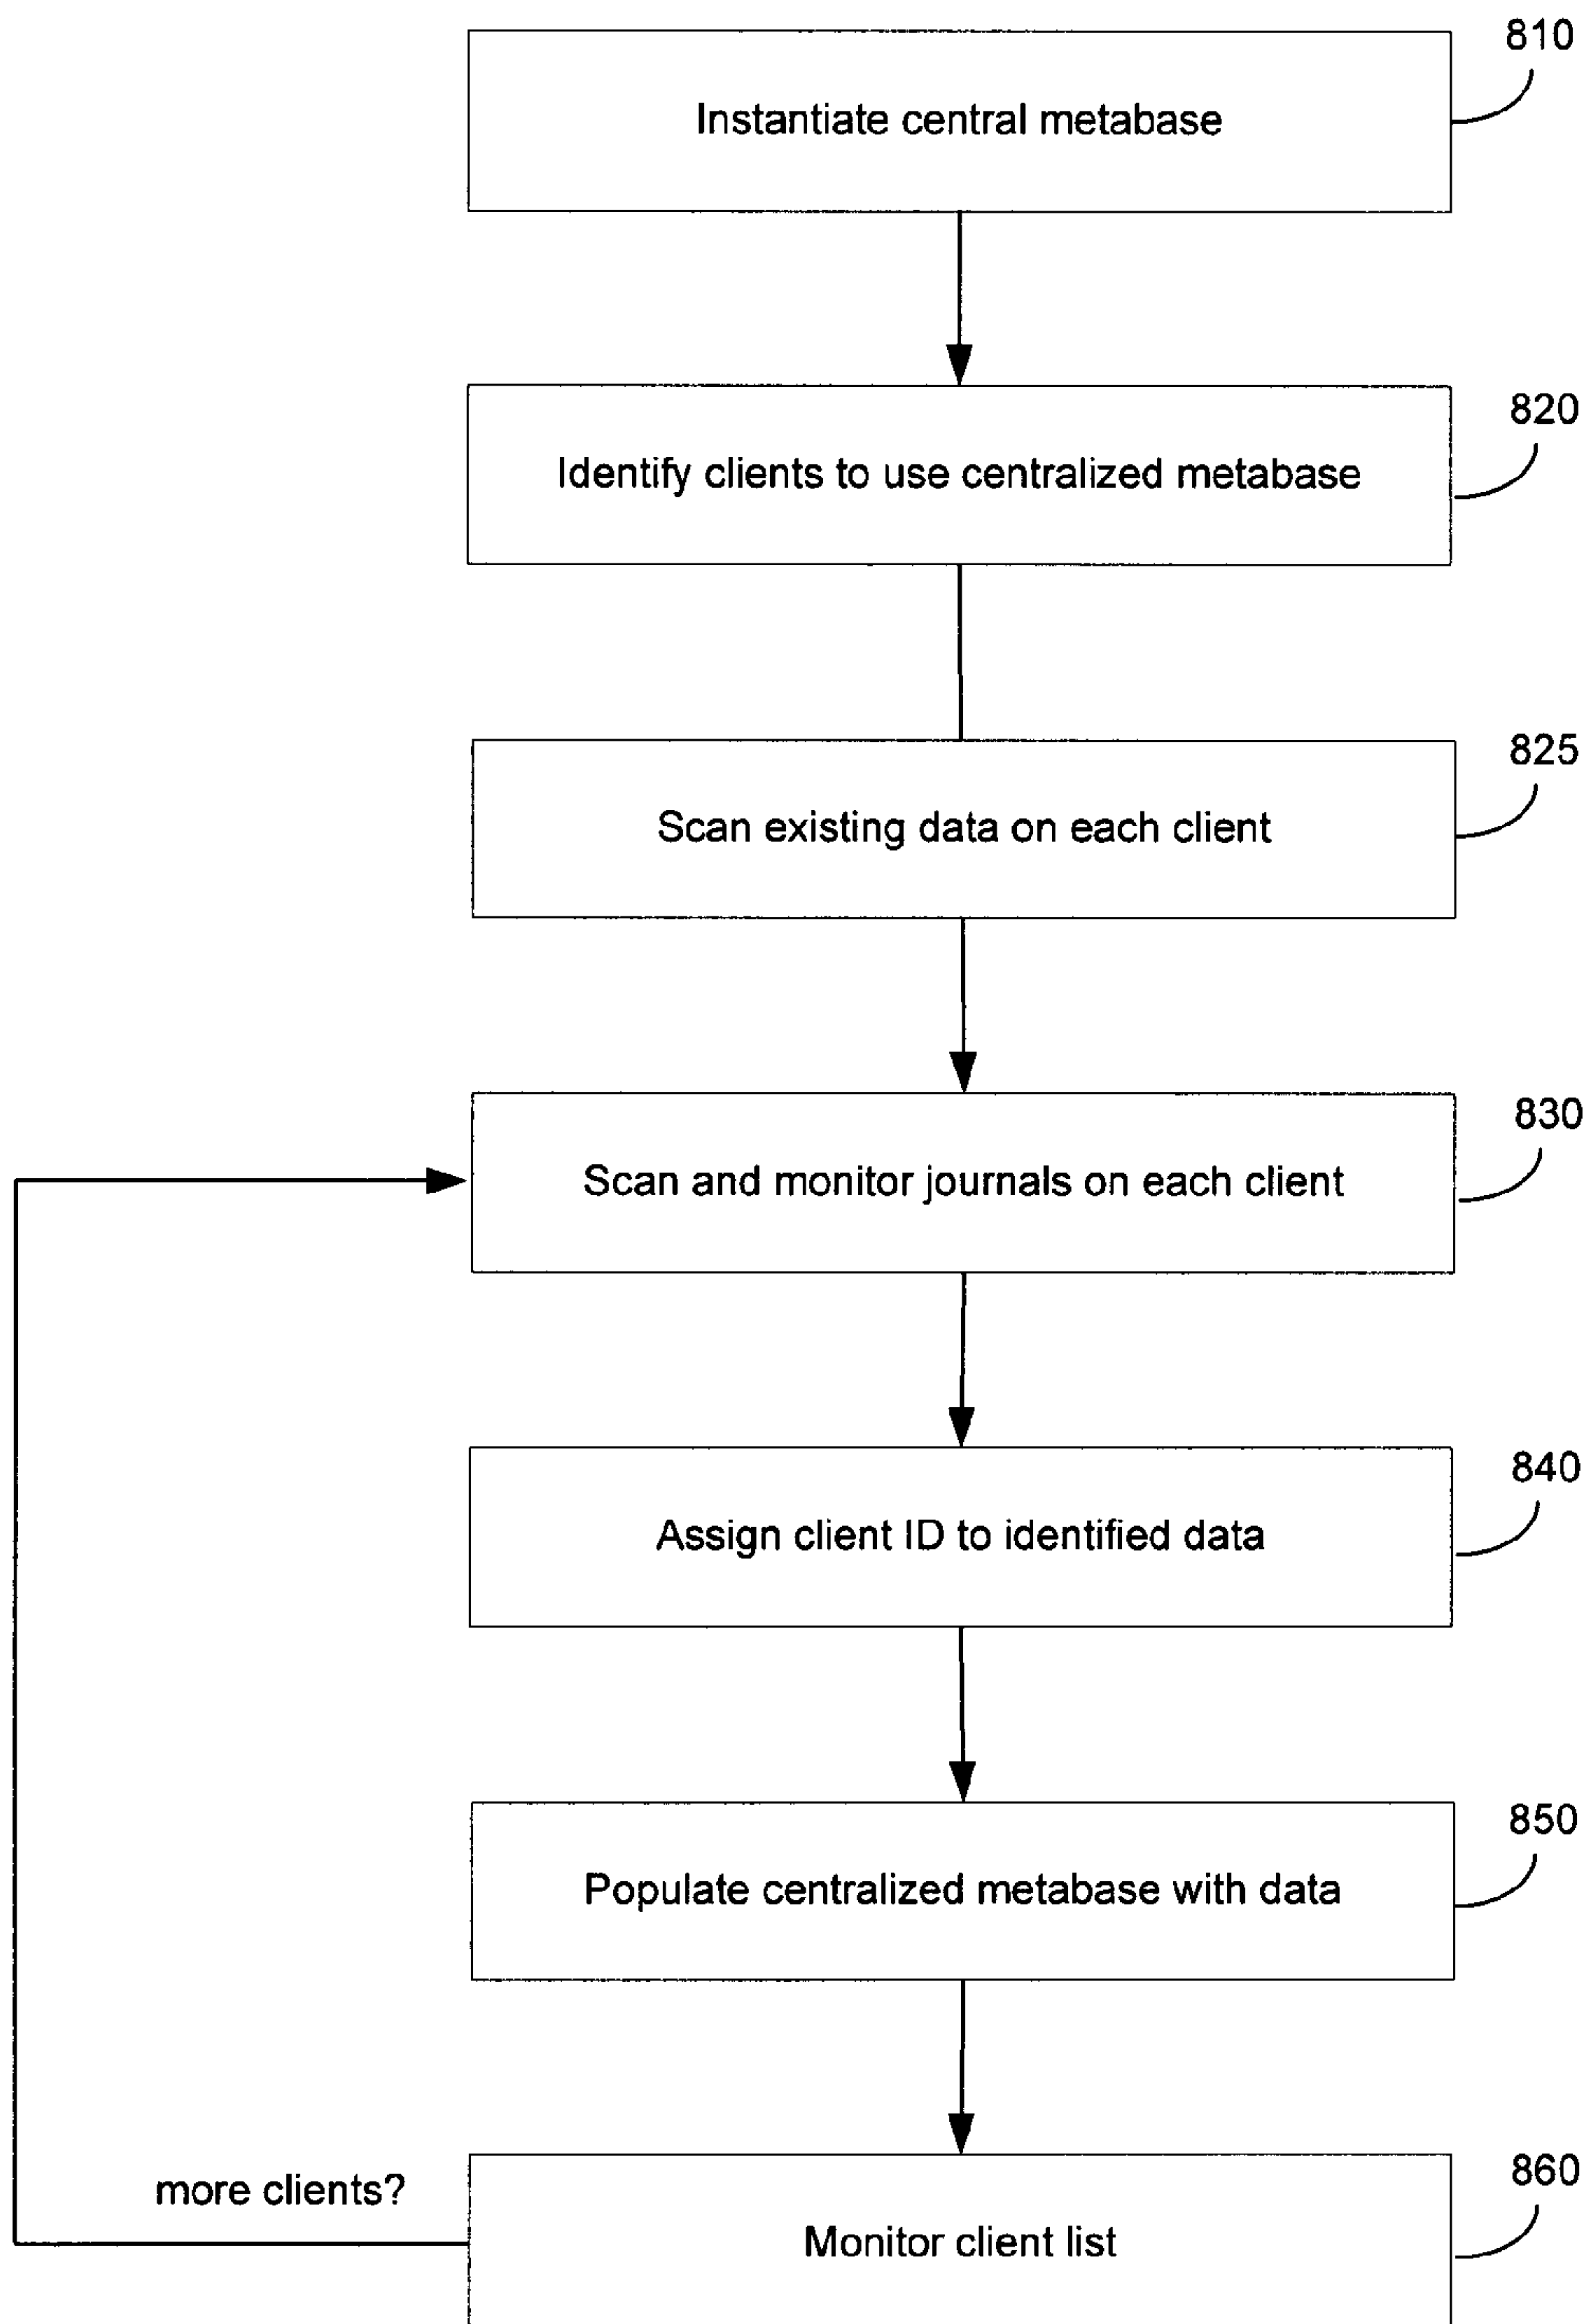 810
Instantiate central metabase
820
Identify clients to use centralized metabase
825
Scan existing data on each client
830
Scan and monitor journals on each client
840
Assign client ID to identified data
850
Populate centralized metabase with data
860
more clients?
Monitor client list